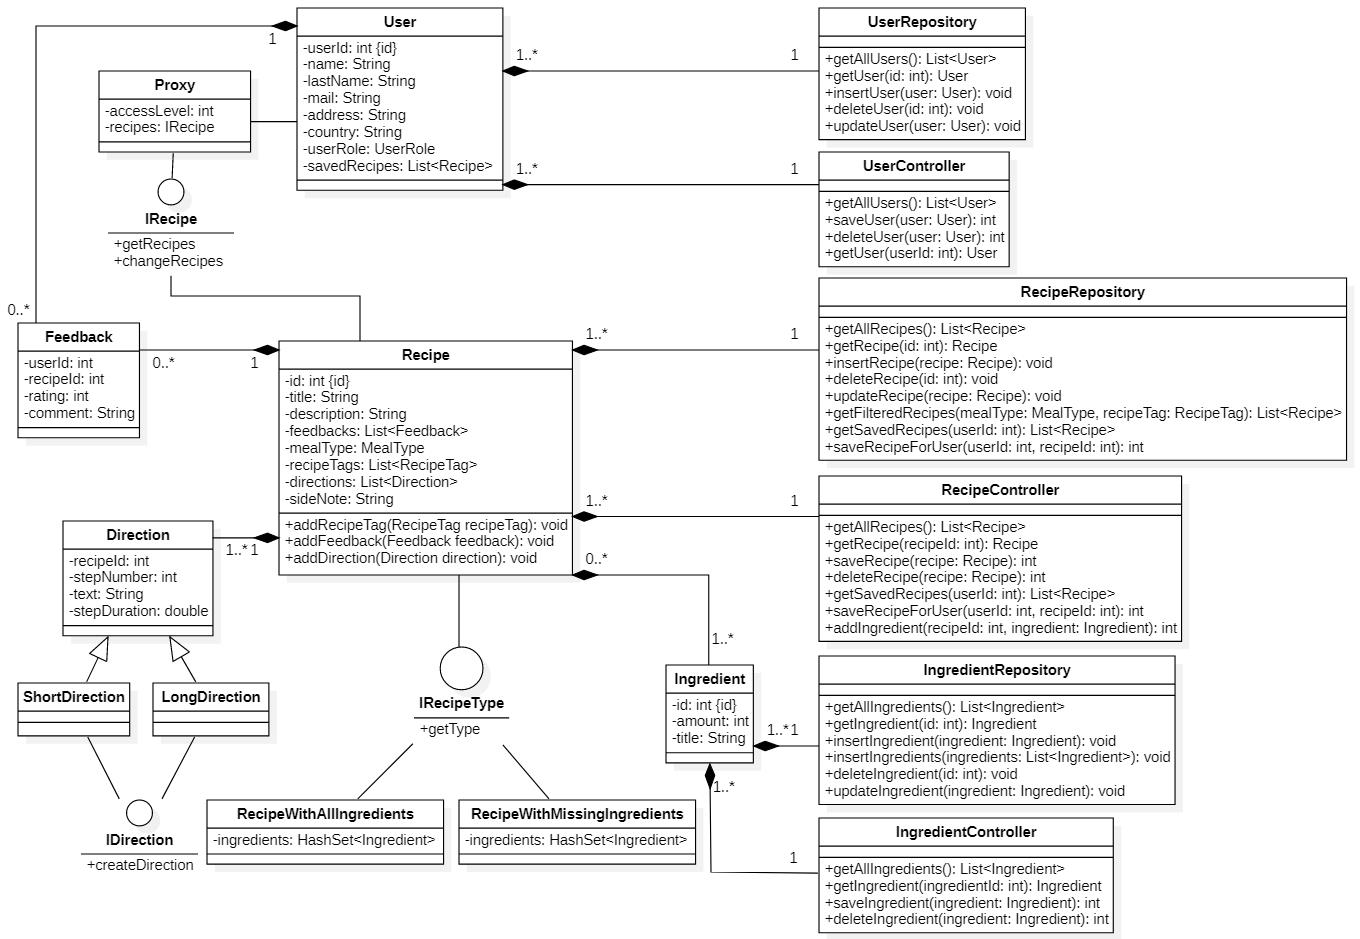 User
-userId: int {id}
-name: String
-lastName: String
-mail: String
-address: String
-country: String
-userRole: UserRole
-savedRecipes: List<Recipe>
1
1..*
1
1..*
1
UserRepository
+getAllUsers(): List<User>
+getUser(id: int): User
+insertUser(user: User): void
+deleteUser(id: int): void
+updateUser(user: User): void
Proxy
-accessLevel: int
-recipes: IRecipe
UserController
+getAllUsers(): List<User>
+saveUser(user: User): int
+deleteUser(user: User): int
+getUser(userId: int): User
IRecipe
+getRecipes
+changeRecipes
0..*
Feedback
-userId: int
-recipeId: int
-rating: int
-comment: String
0..*
1
Recipe
-id: int {id}
-title: String
-description: String
-feedbacks: List<Feedback>
-mealType: MealType
-recipeTags: List<RecipeTag>
-directions: List<Direction>
-sideNote: String
+addRecipeTag(RecipeTag recipeTag): void
+addFeedback(Feedback feedback): void
+addDirection(Direction direction): void
1..*
1
1..*
1
0..*
1..*
RecipeRepository
+getAllRecipes(): List<Recipe>
+getRecipe(id: int): Recipe
+insertRecipe(recipe: Recipe): void
+deleteRecipe(id: int): void
+updateRecipe(recipe: Recipe): void
+getFilteredRecipes(mealType: MealType, recipeTag: RecipeTag): List<Recipe>
+getSavedRecipes(userId: int): List<Recipe>
+saveRecipeForUser(userId: int, recipeId: int): int
RecipeController
+getAllRecipes(): List<Recipe>
+getRecipe(recipeId: int): Recipe
+saveRecipe(recipe: Recipe): int
+deleteRecipe(recipe: Recipe): int
+getSavedRecipes(userId: int): List<Recipe>
+saveRecipeForUser(userId: int, recipeId: int): int
+addIngredient(recipeId: int, ingredient: Ingredient): int
Direction
-recipeId: int
-stepNumber: int
-text: String
-stepDuration: double
1..*
1
ShortDirection
LongDirection
IDirection
+createDirection
IRecipeType
+getType
RecipeWithAllIngredients
-ingredients: HashSet<Ingredient>
RecipeWithMissingIngredients
-ingredients: HashSet<Ingredient>
Ingredient
-id: int {id}
-amount: int
-title: String
1..*
1
1..*
1
IngredientRepository
+getAllIngredients(): List<Ingredient>
+getIngredient(id: int): Ingredient
+insertIngredient(ingredient: Ingredient): void
+insertIngredients(ingredients: List<Ingredient>): void
+deleteIngredient(id: int): void
+updateIngredient(ingredient: Ingredient): void
IngredientController
+getAllIngredients(): List<Ingredient>
+getIngredient(ingredientId: int): Ingredient
+saveIngredient(ingredient: Ingredient): int
+deleteIngredient(ingredient: Ingredient): int